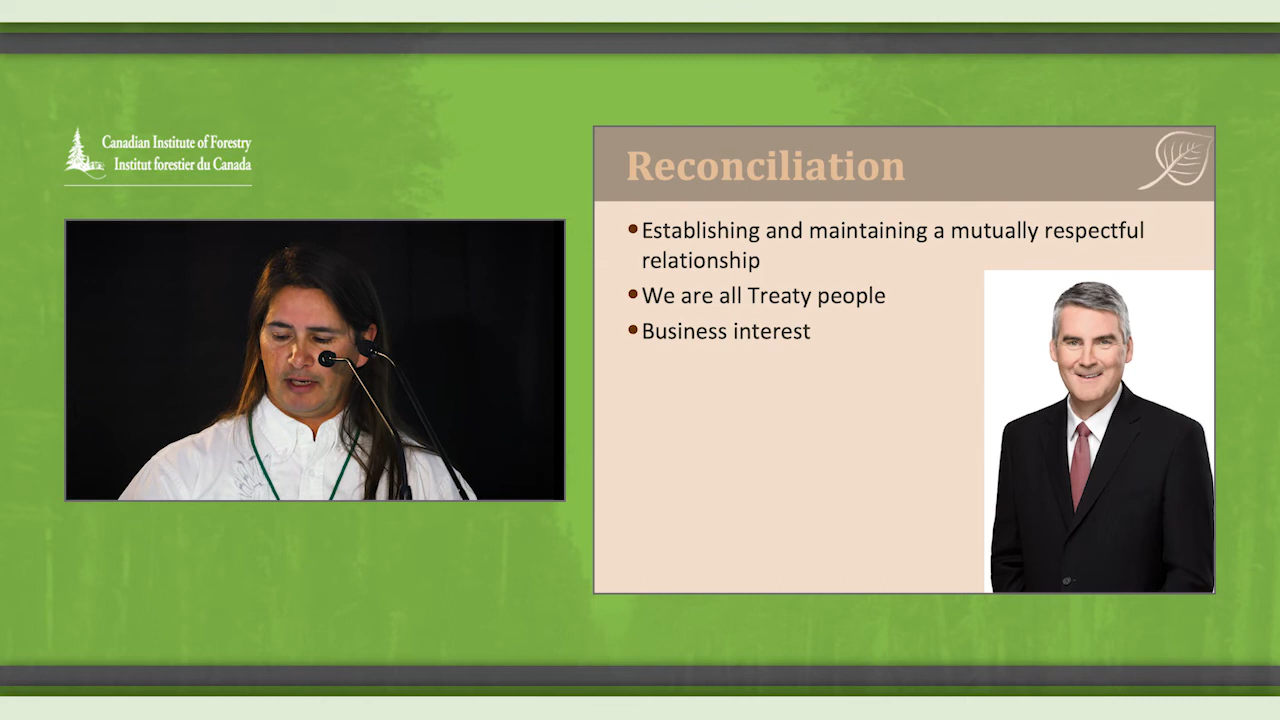 Canadian Institute of Forestry
Institut forestier du Canada
Reconciliation
•Establishing and maintaining a mutually respectful
relationship
•We are all Treaty people
•Business interest